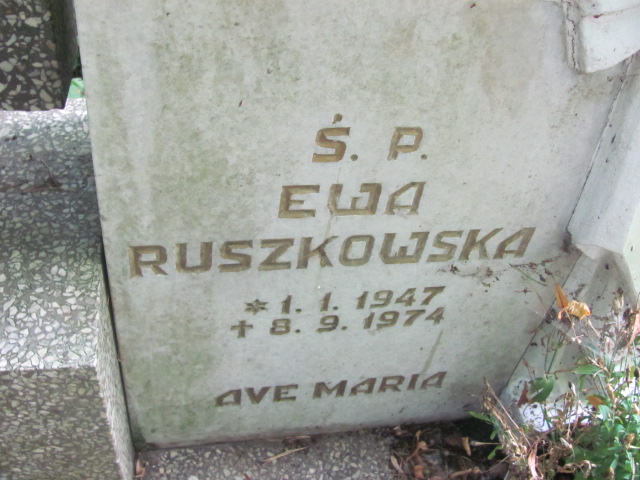 Ś. P.
EWA
RUSZKOWSKA
* 1. 1. 1947
+ 8. 9. 1974
AVE MARIA